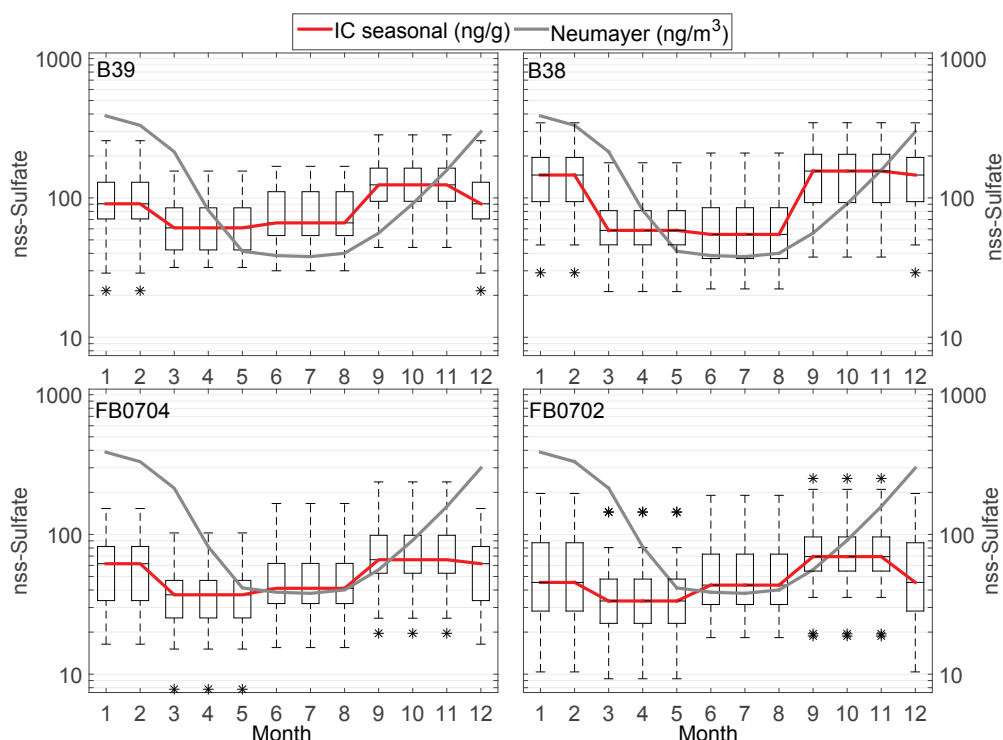 IC seasonal (ng/g) Neumayer (ng/m³)
B39
B38
1000
100
10
nss-Sulfate
1 2 3 4 5 6 7 8 9 10 11 12
1 2 3 4 5 6 7 8 9 10 11 12
1000
100
10
nss-Sulfate
FB0704
FB0702
1000
100
10
nss-Sulfate
1 2 3 4 5 6 7 8 9 10 11 12
Month
1 2 3 4 5 6 7 8 9 10 11 12
Month
1000
100
10
nss-Sulfate